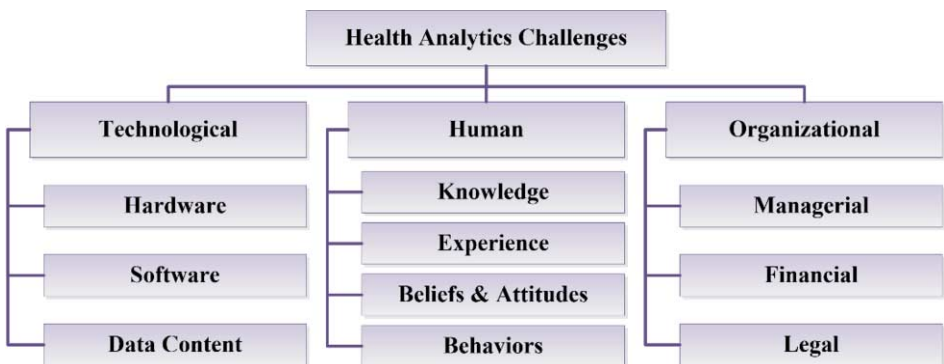 Health Analytics Challenges
Technological
Hardware
Software
Data Content
Human
Knowledge
Experience
Beliefs & Attitudes
Behaviors
Organizational
Managerial
Financial
Legal